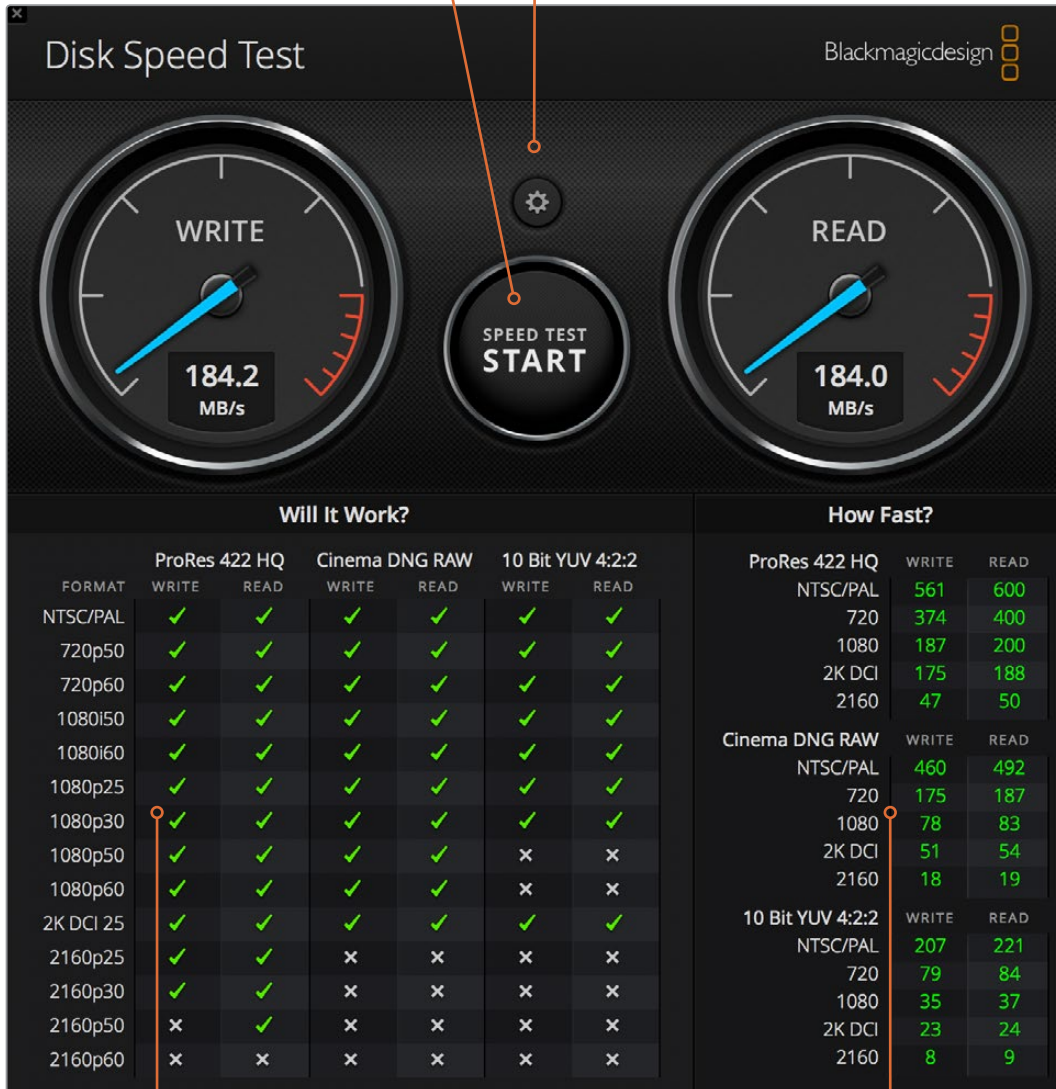 Disk Speed Test
Blackmagicdesign
WRITE
184.2
MB/s
SPEED TEST
START
READ
184.0
MB/s
Will It Work?
ProRes 422 HQ Cinema DNG RAW 10 Bit YUV 4:2:2
FORMAT WRITE READ WRITE READ WRITE READ
NTSC/PAL ✓ ✓ ✓ ✓ ✓ ✓
720p50 ✓ ✓ ✓ ✓ ✓ ✓
720p60 ✓ ✓ ✓ ✓ ✓ ✓
1080i50 ✓ ✓ ✓ ✓ ✓ ✓
1080i60 ✓ ✓ ✓ ✓ ✓ ✓
1080p25 ✓ ✓ ✓ ✓ ✓ ✓
1080p30 ✓ ✓ ✓ ✓ ✓ ✓
1080p50 ✓ ✓ ✓ ✓ × ×
1080p60 ✓ ✓ ✓ ✓ × ×
2K DCI 25 ✓ ✓ ✓ ✓ ✓ ✓
2160p25 ✓ ✓ × × × ×
2160p30 ✓ ✓ × × × ×
2160p50 × ✓ × × × ×
2160p60 × × × × × ×
How Fast?
ProRes 422 HQ WRITE READ
NTSC/PAL 561 600
720 374 400
1080 187 200
2K DCI 175 188
2160 47 50
Cinema DNG RAW WRITE READ
NTSC/PAL 460 492
720 175 187
1080 78 83
2K DCI 51 54
2160 18 19
10 Bit YUV 4:2:2 WRITE READ
NTSC/PAL 207 221
720 79 84
1080 35 37
2K DCI 23 24
2160 8 9